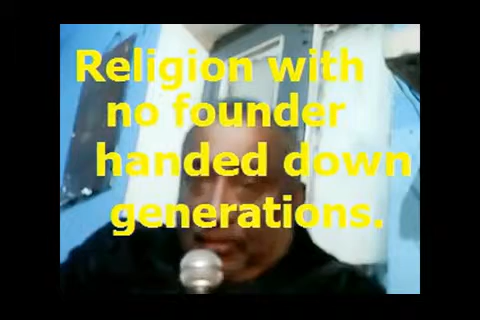 Religion with
no founder
handed down
generations.